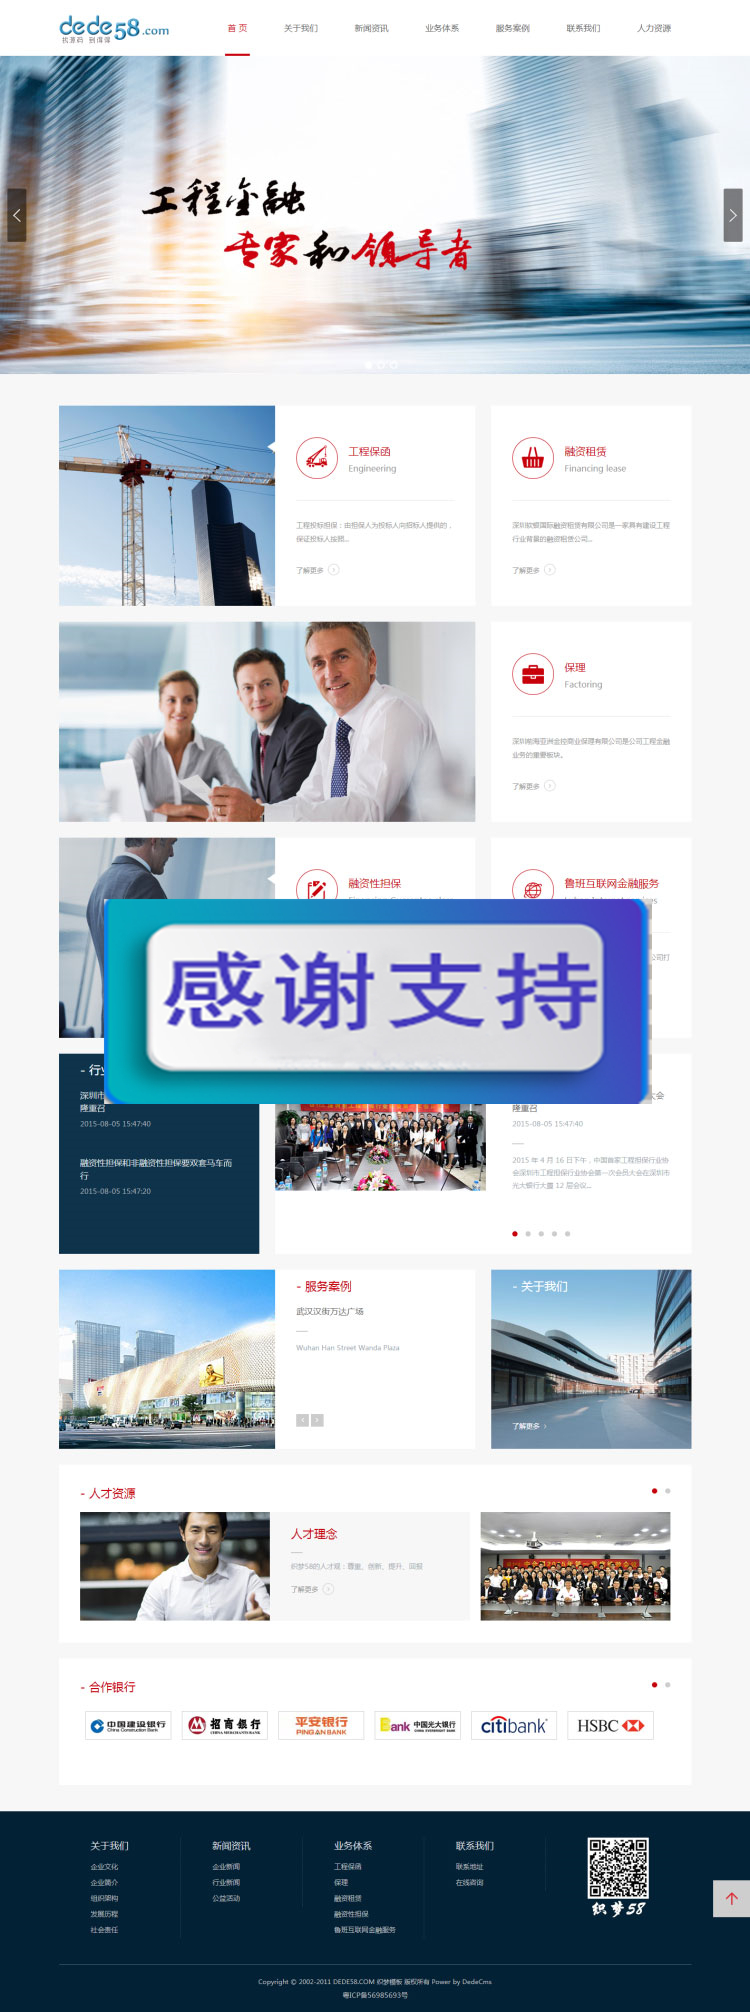 dede58.com
找源码 到得得
首 页
关于我们
新闻资讯
业务体系
服务案例
联系我们
人力资源
工程金融
专家和领导者
工程保函
Engineering
工程投标担保：由担保人为投标人向招标人提供的，
保证投标人按照...
了解更多
融资租赁
Financing lease
国际融资租赁有限公司是一家具有建设工程
行业背景的融资租赁公司...
了解更多
保理
Factoring
亚洲金控商业保理有限公司是公司工程金融
业务的重要板块。
了解更多
融资性担保
鲁班互联网金融服务
公司打
感谢支持
- 行业
深圳市
隆重召
2015-08-05 15:47:40
融资性担保和非融资性担保要双套马车而
行
2015-08-05 15:47:20
大会
隆重召
2015-08-05 15:47:40
2015 年 4 月 16 日下午，中国首家工程担保行业协
会深圳市工程担保行业协会第一次会员大会在深圳市
光大银行大厦 12 层会议...
- 服务案例
武汉汉街万达广场
Wuhan Han Street Wanda Plaza
- 关于我们
了解更多
- 人才资源
人才理念
织梦58的人才观：尊重、创新、提升、回报
了解更多
- 合作银行
中国建设银行
China Construction Bank
招商银行
CHINA MERCHANTS BANK
平安银行
PINGAN BANK
Bank 中国光大银行
CHINA EVERBRIGHT BANK
citibank
HSBC
关于我们
企业文化
企业简介
组织架构
发展历程
社会责任
新闻资讯
企业新闻
行业新闻
公益活动
业务体系
工程保函
保理
融资租赁
融资性担保
鲁班互联网金融服务
联系我们
联系地址
在线咨询
织梦58
Copyright © 2002-2011 DEDE58.COM 织梦模板 版权所有 Power by DedeCms
粤ICP备56985693号